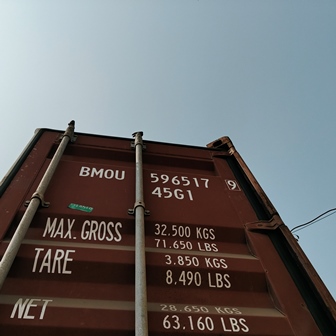 BMOU 596517 9
45G1
MAX. GROSS 32.500 KGS
71.650 LBS
TARE 3.850 KGS
8.490 LBS
NET 28.650 KGS
63.160 LBS